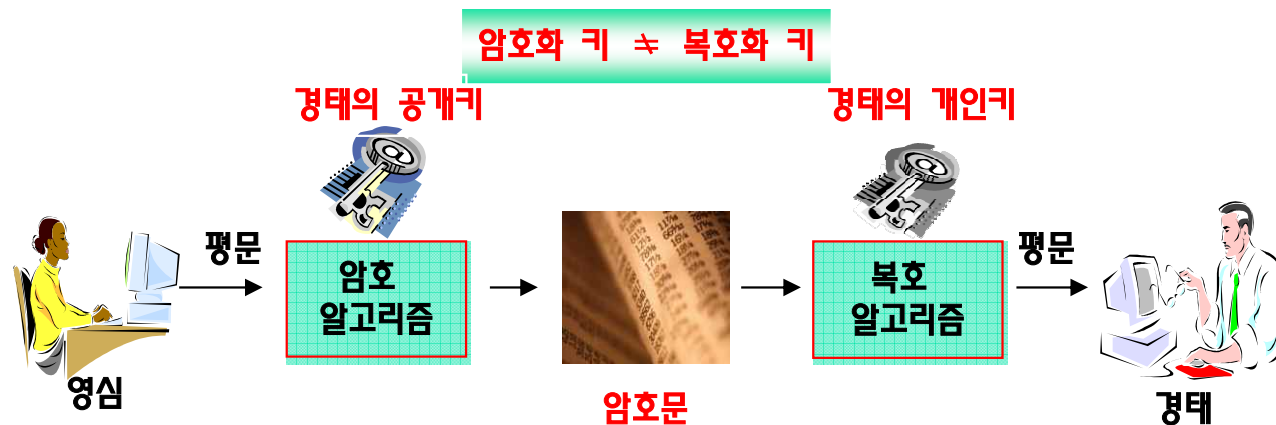 암호화 키 ≠ 복호화 키
경태의 공개키
경태의 개인키
평문
암호
알고리즘
복호
알고리즘
평문
영심
암호문
경태